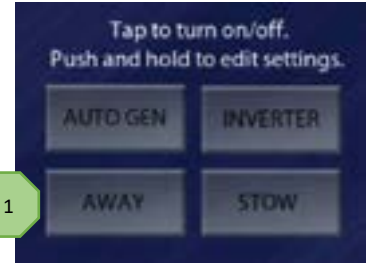 Tap to turn on/off.
Push and hold to edit settings.
AUTO GEN INVERTER
1 AWAY STOW